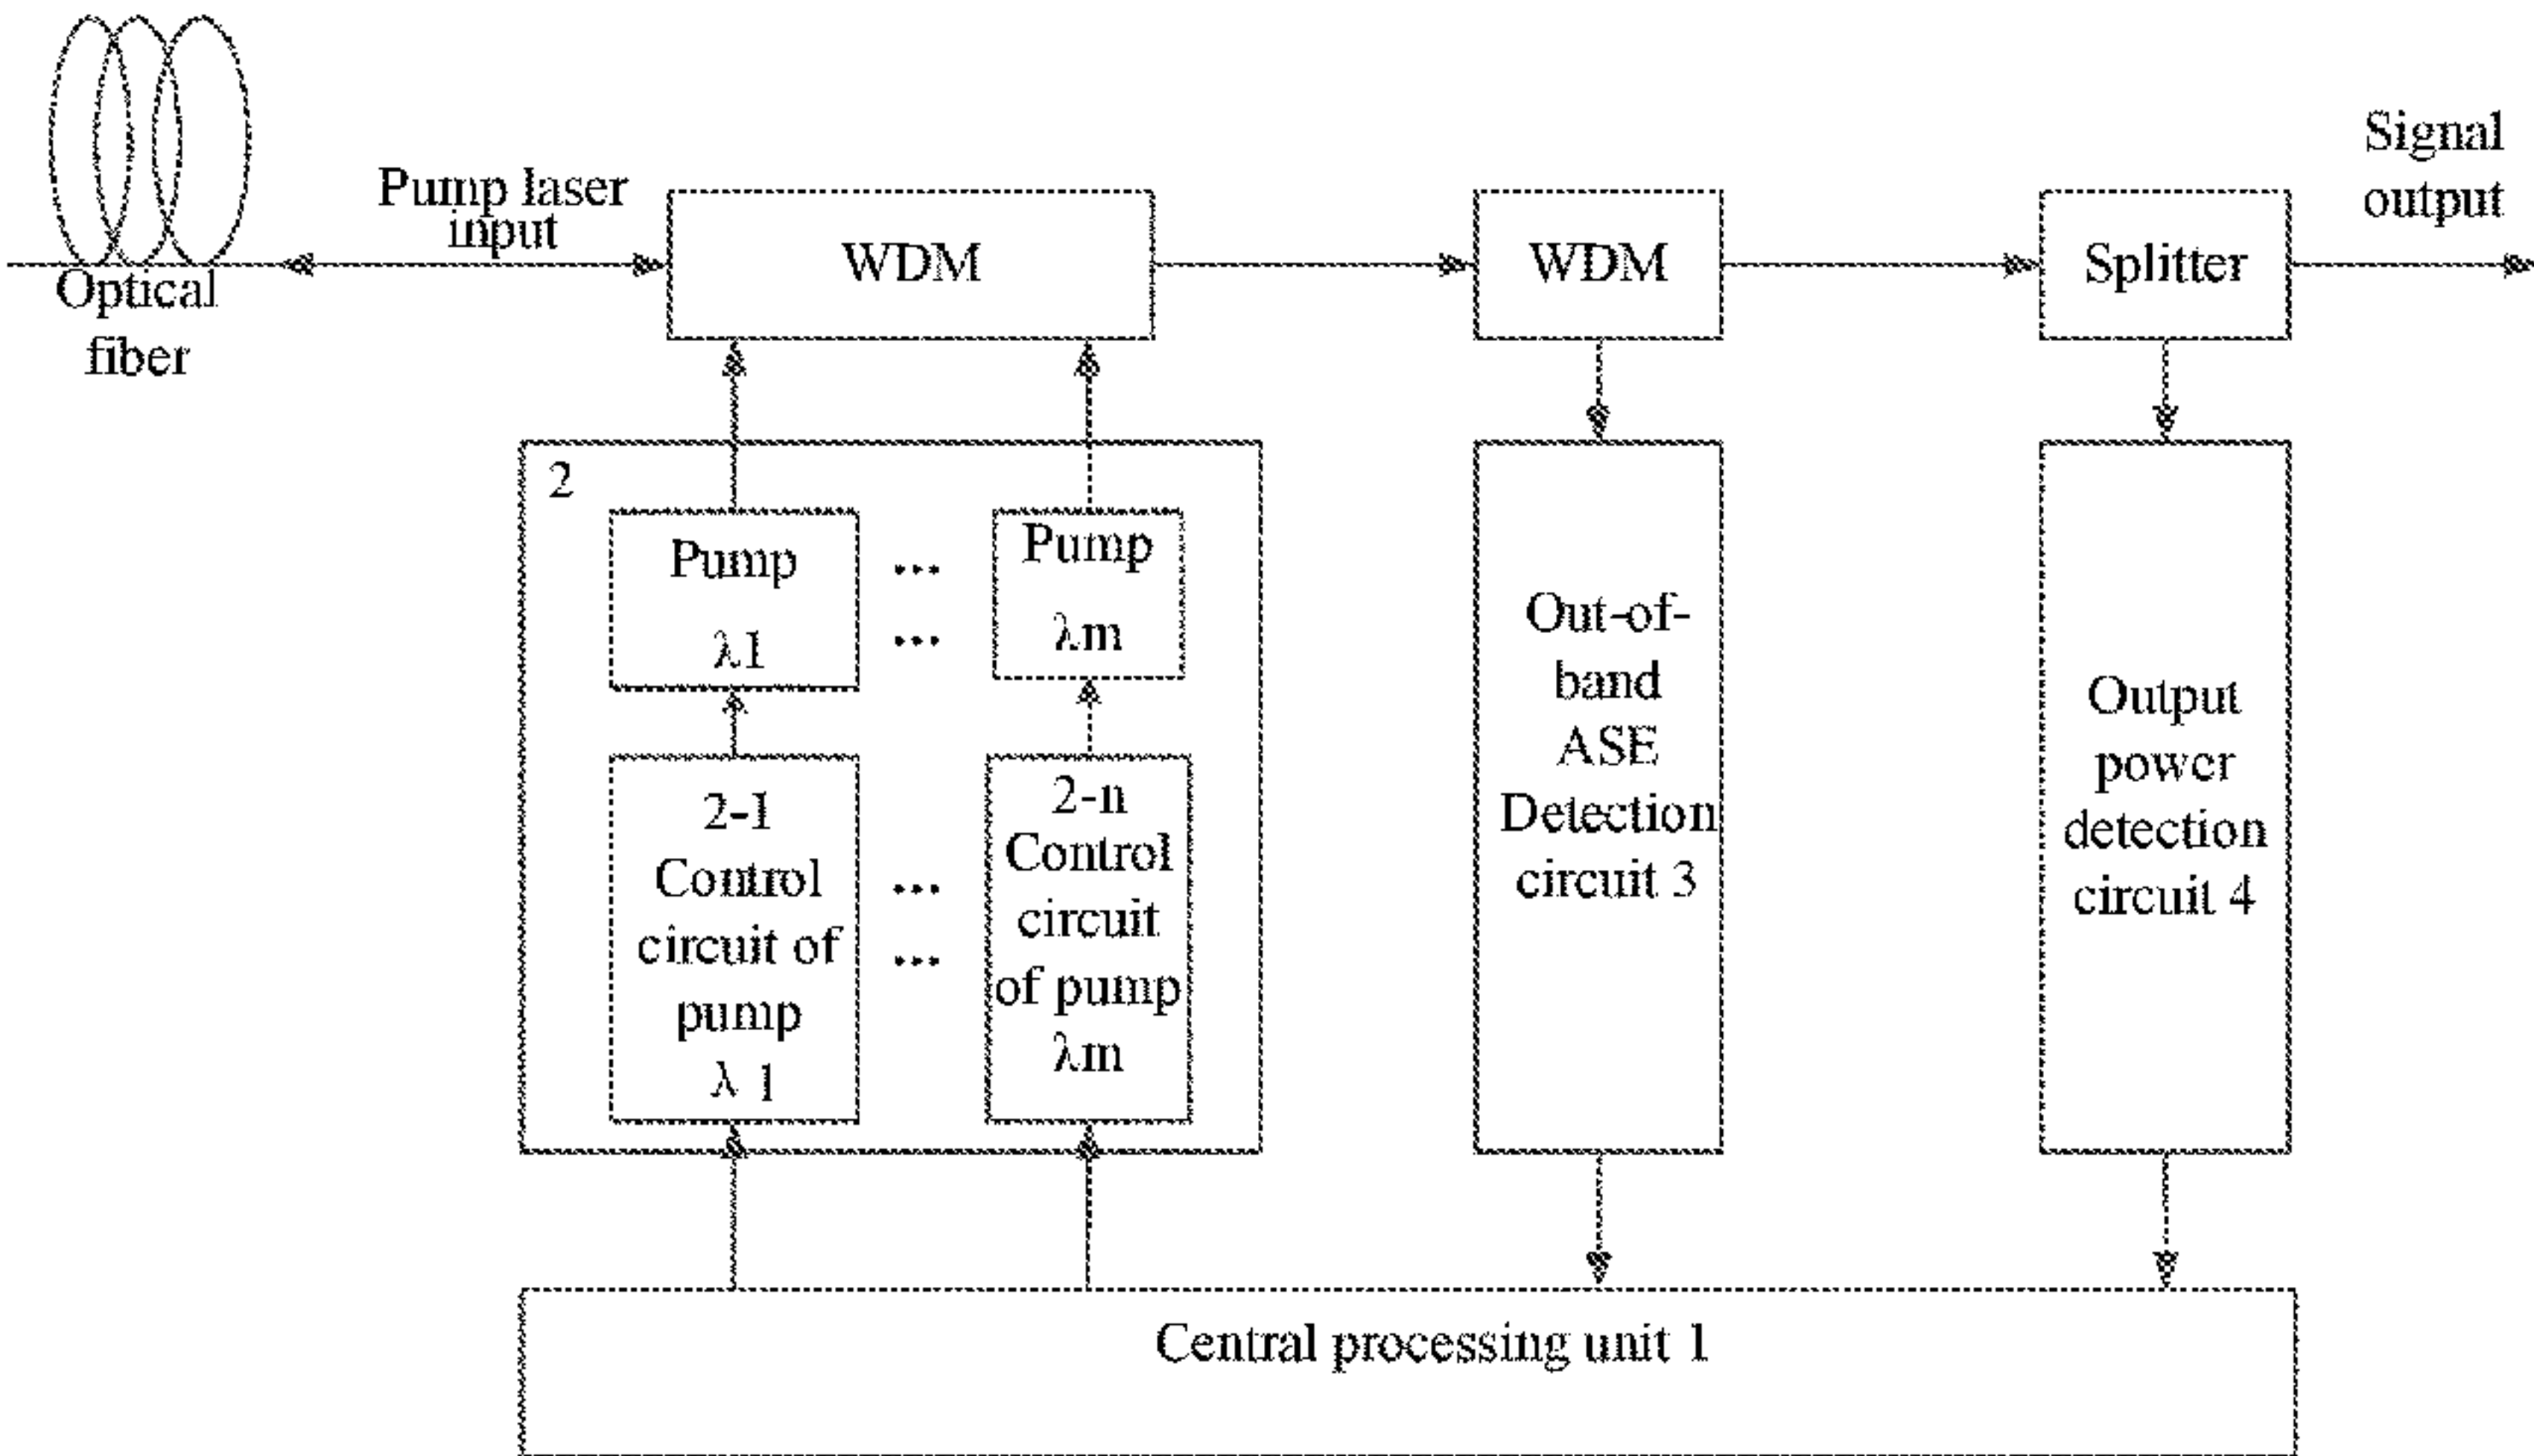 Optical
fiber
Pump laser
input
WDM
WDM
Splitter
Signal
output
2
Pump
λ1
...
...
Pump
λm
2-1
Control
circuit of
pump
λ 1
...
...
2-n
Control
circuit
of pump
λm
Out-of-
band
ASE
Detection
circuit 3
Output
power
detection
circuit 4
Central processing unit 1